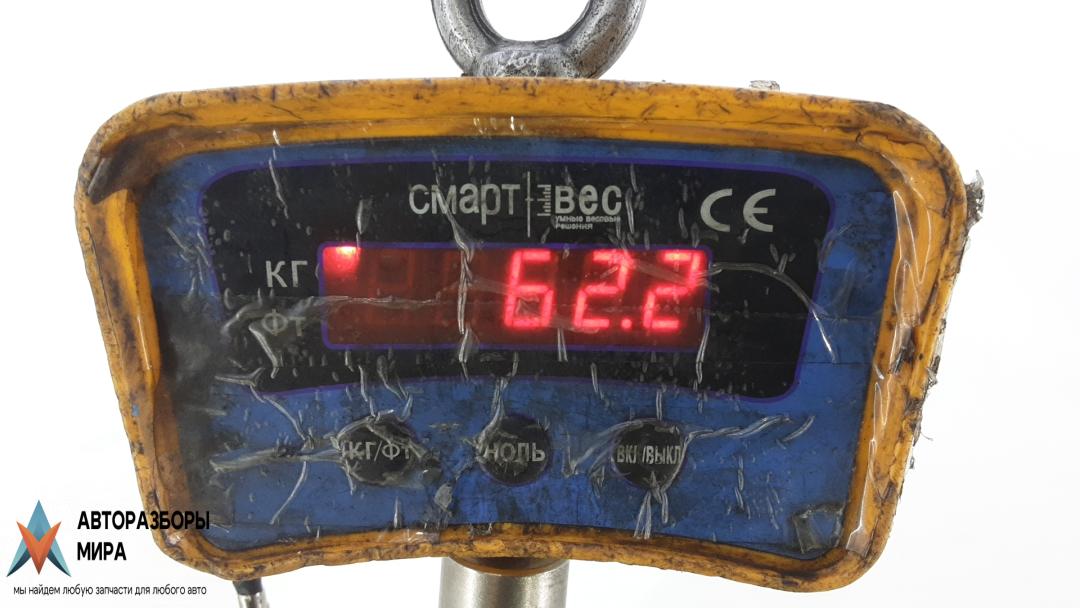 смарт вес
умные весовые
решения
CE
КГ
ФТ
62.2
КГ/ФТ
НОЛЬ
ВКЛ/ВЫКЛ
АВТОРАЗБОРЫ
МИРА
мы найдем любую запчасти для любого авто